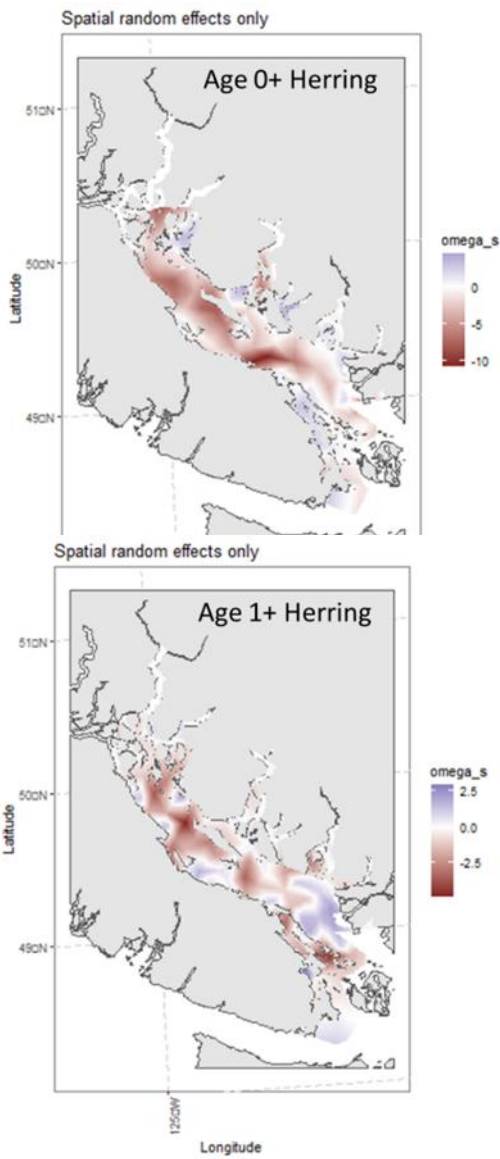 Spatial random effects only
Age 0+ Herring
51□N
50□N
49□N
Latitude
omega_s
0
-5
-10
Spatial random effects only
Age 1+ Herring
51□N
50□N
49□N
Latitude
omega_s
2.5
0.0
-2.5
125□W
Longitude